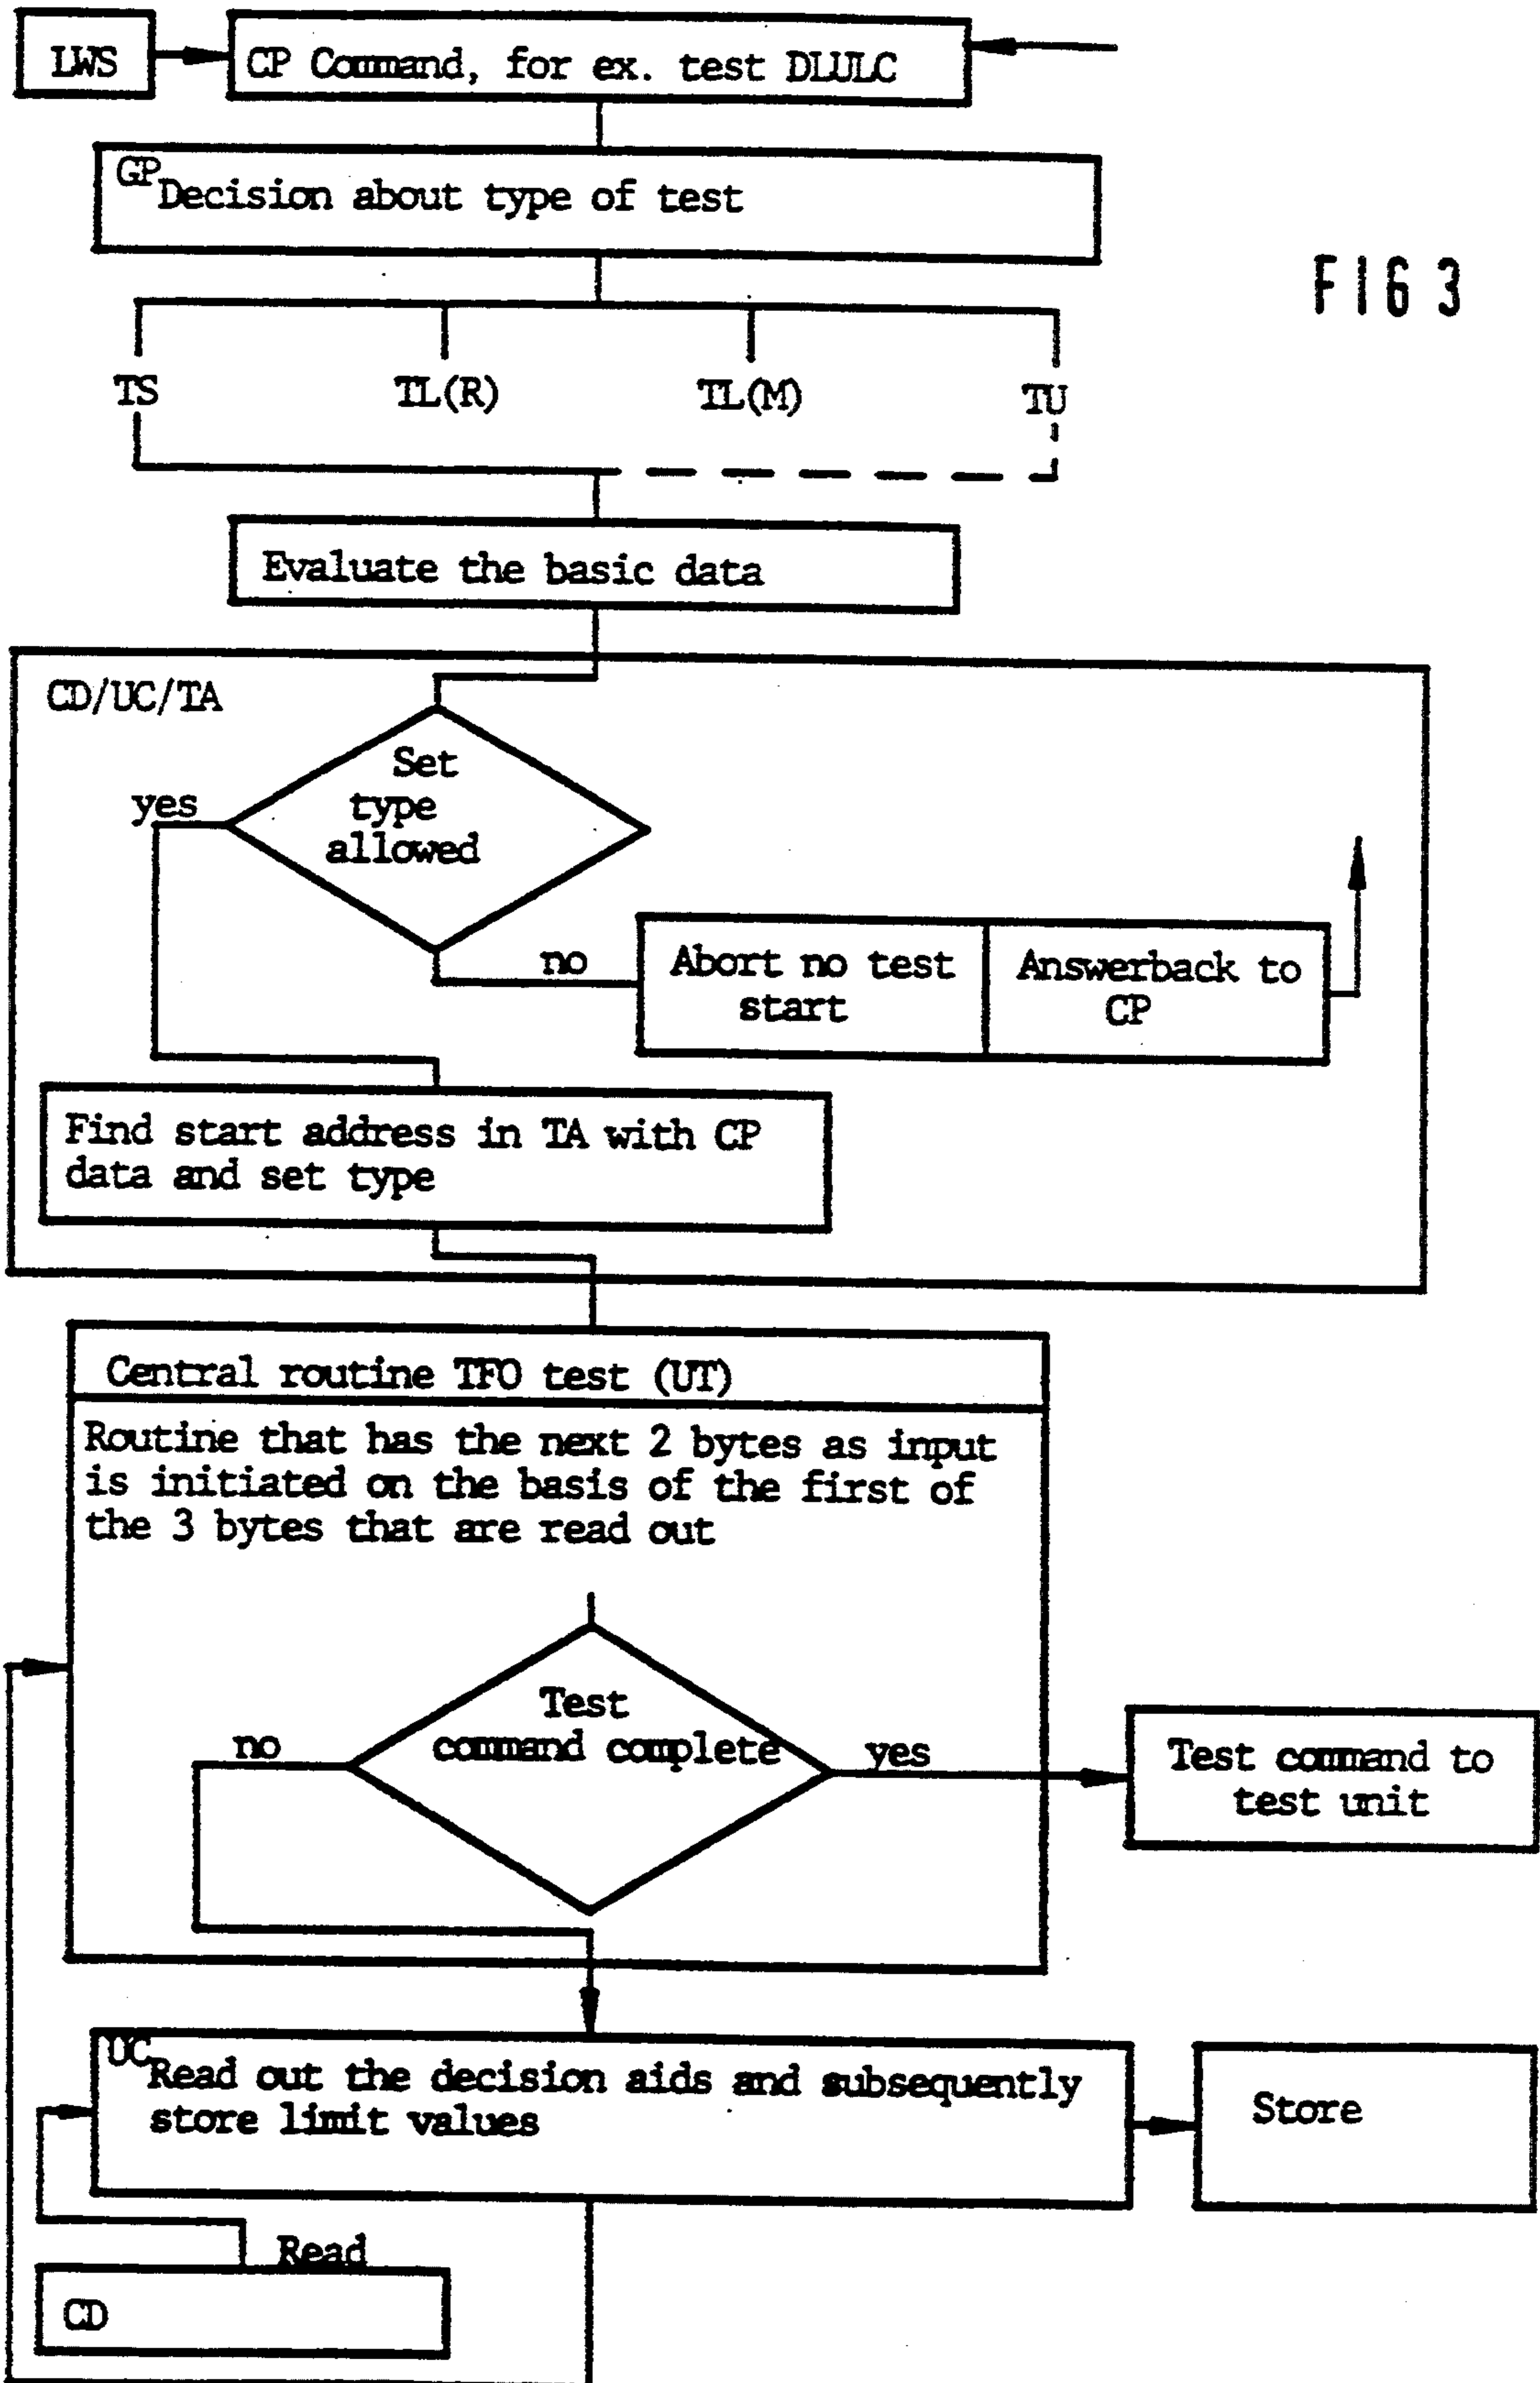 LWS
CP Command, for ex. test DLULC
GP
Decision about type of test
FIG 3
TS
TL(R)
TL(M)
TU
Evaluate the basic data
CD/UC/TA
Set
type
allowed
yes
no
Abort no test
start
Answerback to
CP
Find start address in TA with CP
data and set type
Central routine TFO test (UT)
Routine that has the next 2 bytes as input
is initiated on the basis of the first of
the 3 bytes that are read out
Test
command complete
no
yes
Test command to
test unit
UC
Read out the decision aids and subsequently
store limit values
Store
Read
CD